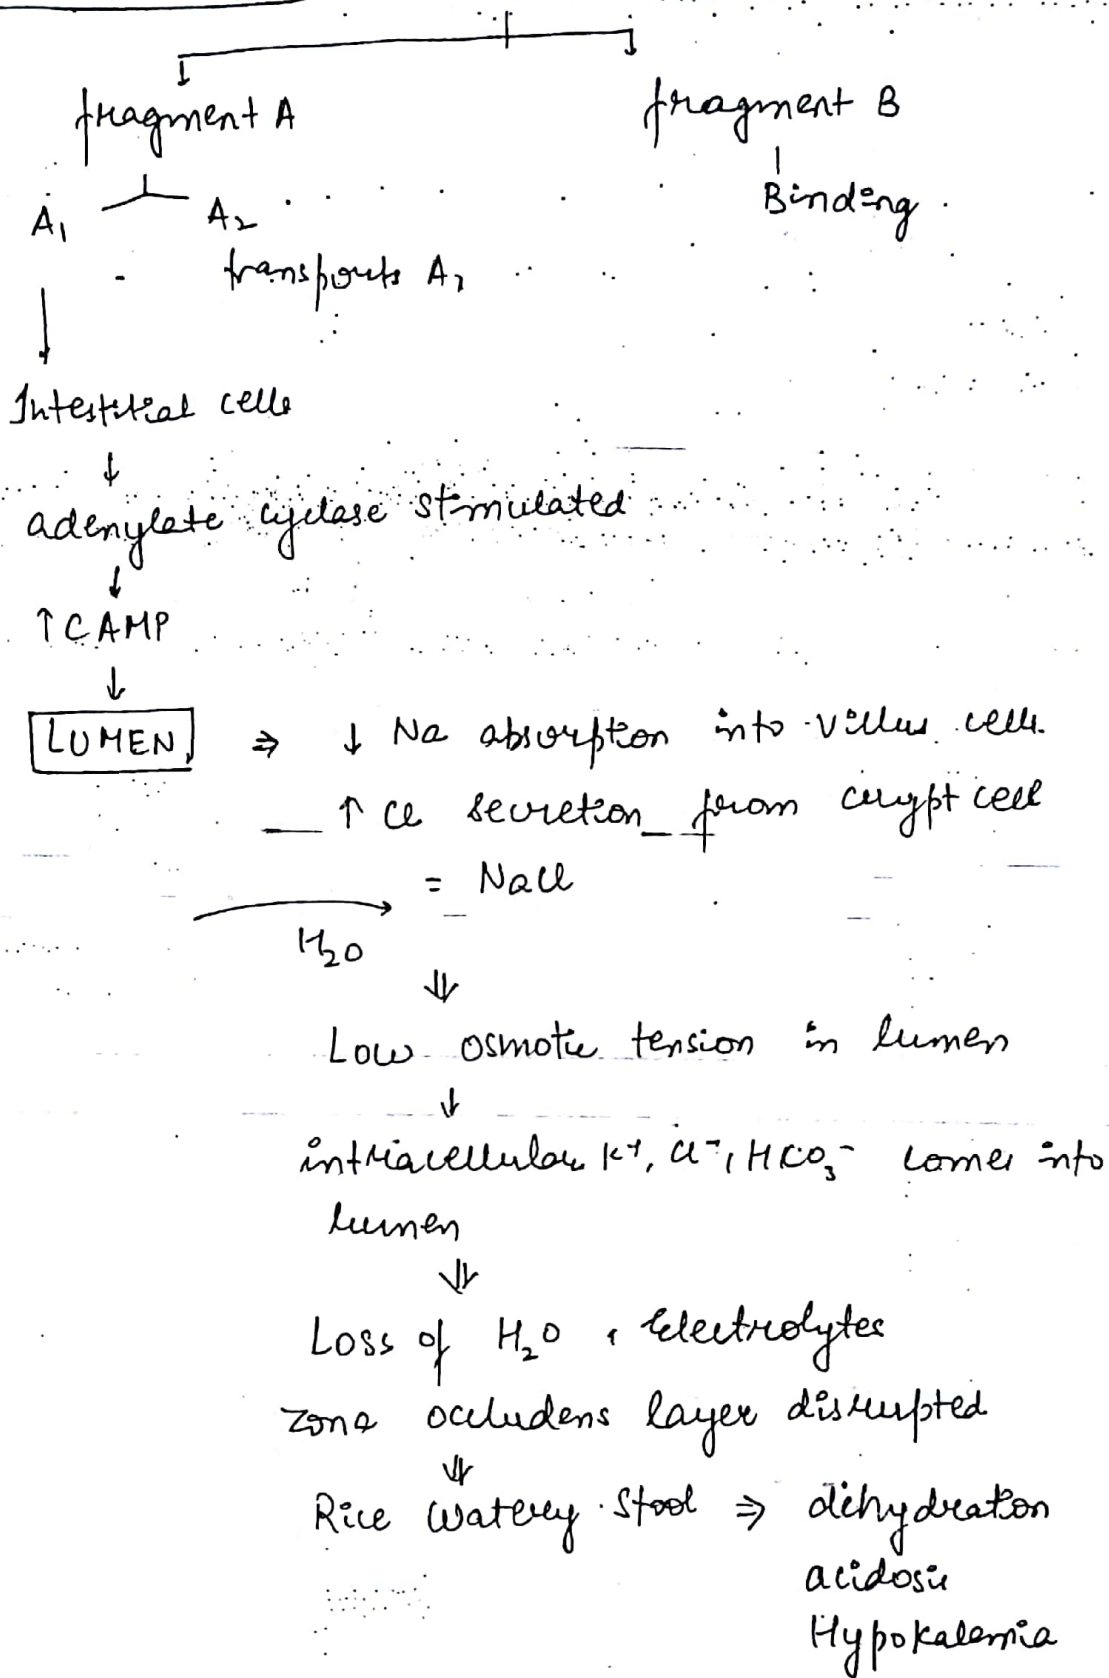 fragment A fragment B
A1 A2 Binding
transports A1
Intestitial cells
↓
adenylate cyclase stimulated
↓
↑ CAMP
↓
LUMEN ⇒ ↓ Na absorption into villus cells.
↑ Cl secretion from crypt cell
= NaCl
H2O
⇓
Low osmotic tension in lumen
↓
intracellular K+, Cl-, HCO3- comes into
lumen
⇓
Loss of H2O & Electrolytes
Zona occludens layer disrupted
⇓
Rice Watery Stool ⇒ dehydration
acidosis
Hypokalemia